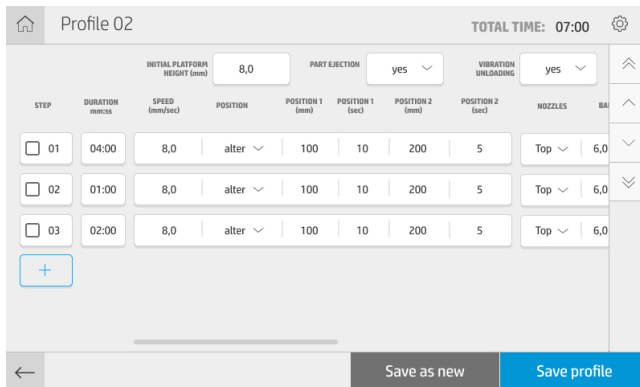 Profile 02
TOTAL TIME: 07:00
INITIAL PLATFORM
HEIGHT (mm)
8,0
PART EJECTION
yes
VIBRATION
UNLOADING
yes
STEP
DURATION
mm:ss
SPEED
(mm/sec)
POSITION
POSITION 1
(mm)
POSITION 1
(sec)
POSITION 2
(mm)
POSITION 2
(sec)
NOZZLES
01 04:00 8,0 alter 100 10 200 5 Top 6,0
02 01:00 8,0 alter 100 10 200 5 Top 6,0
03 02:00 8,0 alter 100 10 200 5 Top 6,0
+
Save as new
Save profile